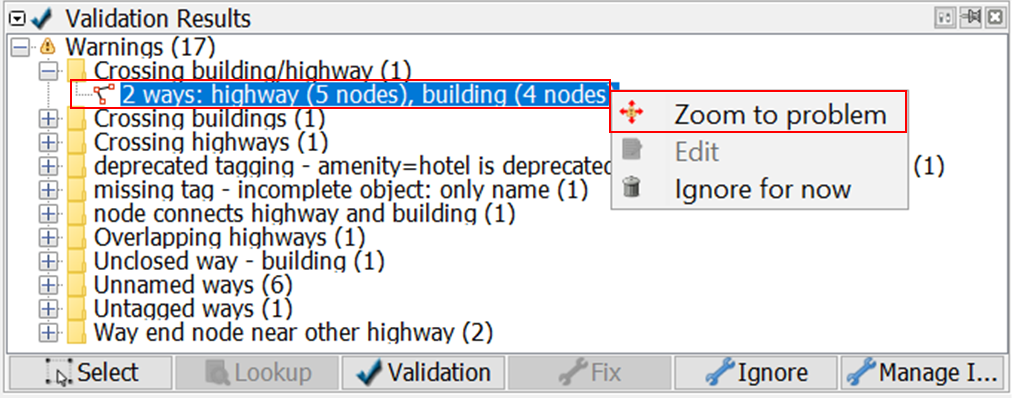 Validation Results
Warnings (17)
Crossing building/highway (1)
2 ways: highway (5 nodes), building (4 nodes)
Zoom to problem
Crossing buildings (1)
Crossing highways (1)
Edit
deprecated tagging - amenity=hotel is deprecated (1)
missing tag - incomplete object: only name (1)
Ignore for now
node connects highway and building (1)
Overlapping highways (1)
Unclosed way - building (1)
Unnamed ways (6)
Untagged ways (1)
Way end node near other highway (2)
Select Lookup Validation Fix Ignore Manage I...